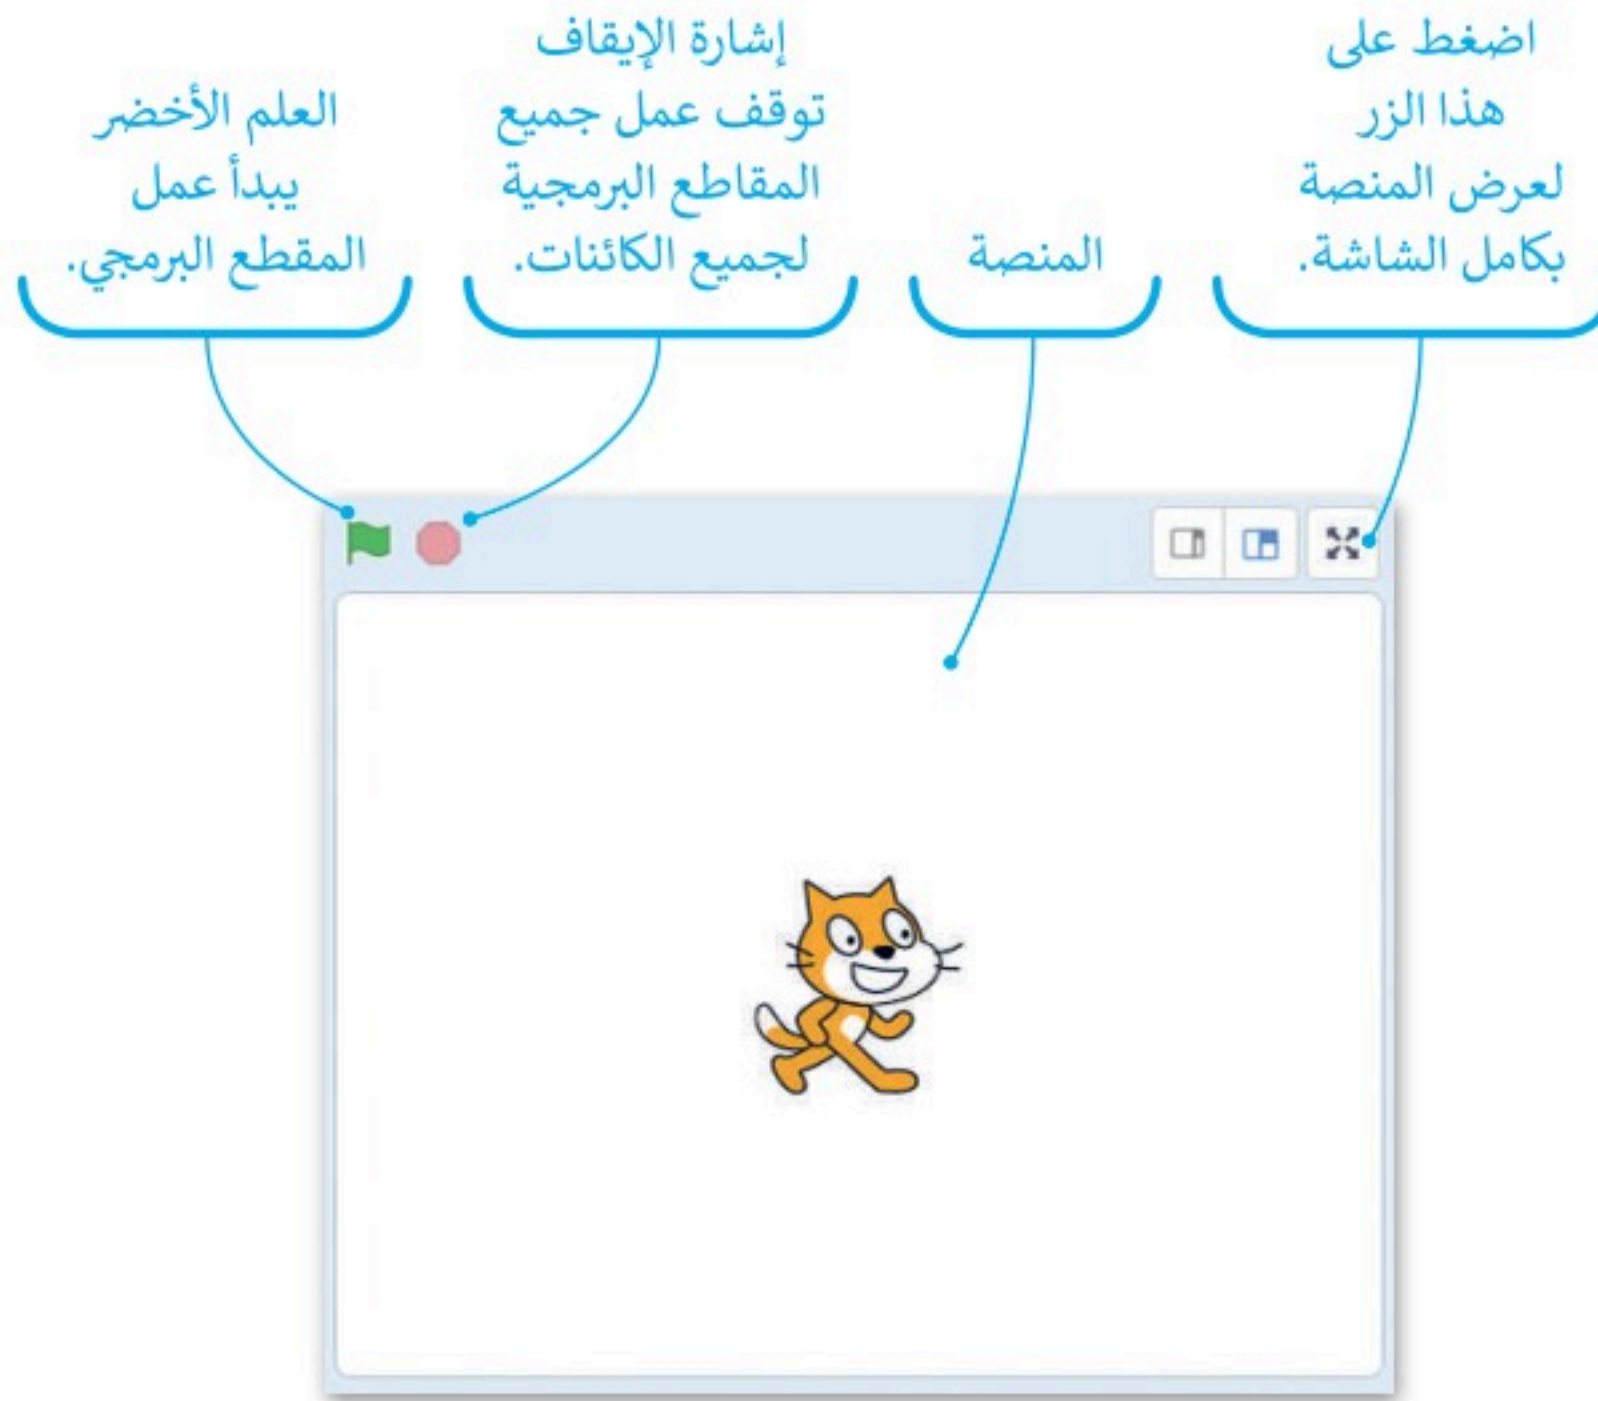 اضغط على
هذا الزر
لعرض المنصة
بكامل الشاشة.
المنصة
إشارة الإيقاف
توقف عمل جميع
المقاطع البرمجية
لجميع الكائنات.
العلم الأخضر
يبدأ عمل
المقطع البرمجي.